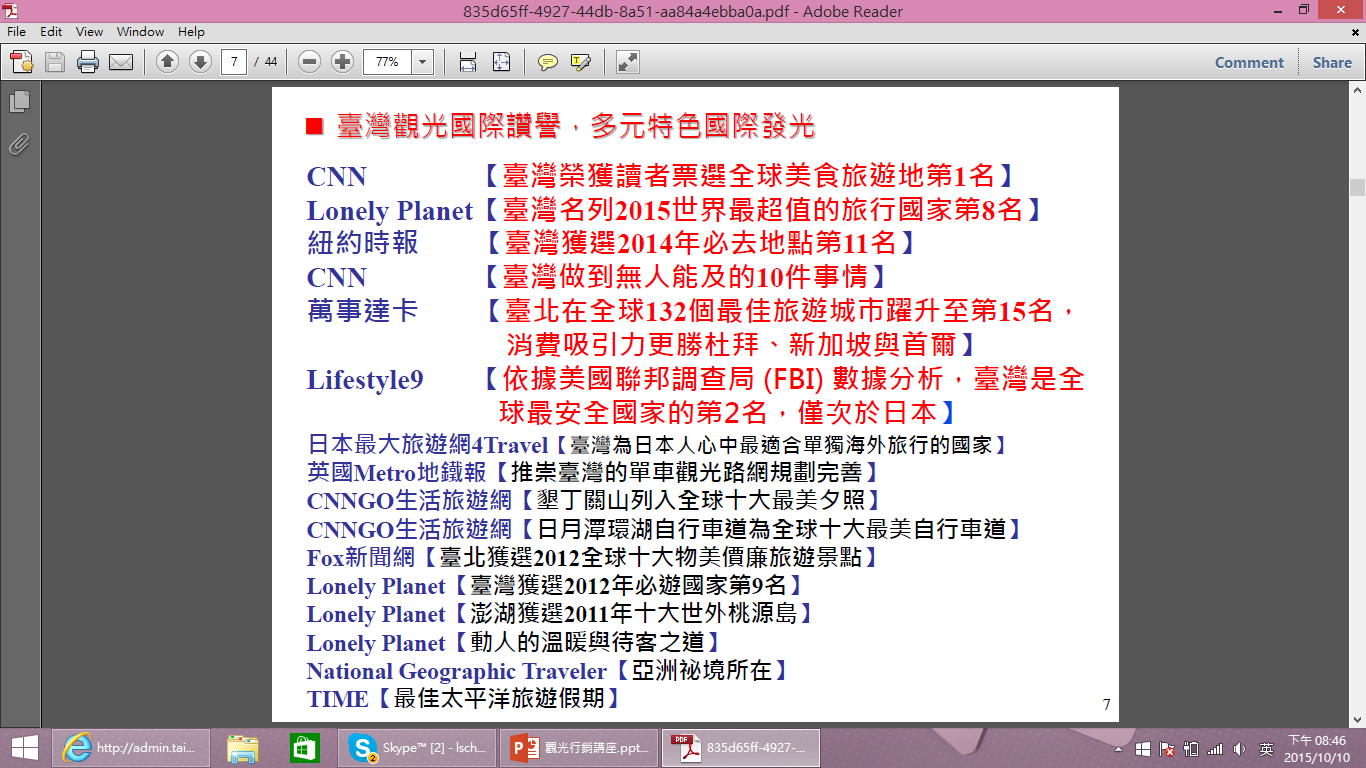 835d65ff-4927-44db-8a51-aa84a4ebba0a.pdf - Adobe Reader
File Edit View Window Help
7 / 44 77% Comment Share
■ 臺灣觀光國際讚譽，多元特色國際發光
CNN 【臺灣榮獲讀者票選全球美食旅遊地第1名】
Lonely Planet【臺灣名列2015世界最超值的旅行國家第8名】
紐約時報 【臺灣獲選2014年必去地點第11名】
CNN 【臺灣做到無人能及的10件事情】
萬事達卡 【臺北在全球132個最佳旅遊城市躍升至第15名，
消費吸引力更勝杜拜、新加坡與首爾】
Lifestyle9 【依據美國聯邦調查局 (FBI) 數據分析，臺灣是全
球最安全國家的第2名，僅次於日本】
日本最大旅遊網4Travel【臺灣為日本人心中最適合單獨海外旅行的國家】
英國Metro地鐵報【推崇臺灣的單車觀光路網規劃完善】
CNNGO生活旅遊網【墾丁關山列入全球十大最美夕照】
CNNGO生活旅遊網【日月潭環湖自行車道為全球十大最美自行車道】
Fox新聞網【臺北獲選2012全球十大物美價廉旅遊景點】
Lonely Planet【臺灣獲選2012年必遊國家第9名】
Lonely Planet【澎湖獲選2011年十大世外桃源島】
Lonely Planet【動人的溫暖與待客之道】
National Geographic Traveler【亞洲祕境所在】
TIME【最佳太平洋旅遊假期】
7
http://admin.tai... Skype™ [2] - lsch... 觀光行銷講座.ppt... 835d65ff-4927-... 英 下午 08:46
2015/10/10